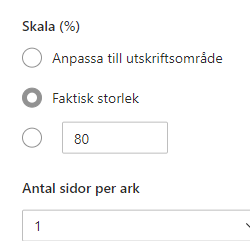 Skala (%)
Anpassa till utskriftsområde
Faktisk storlek
80
Antal sidor per ark
1